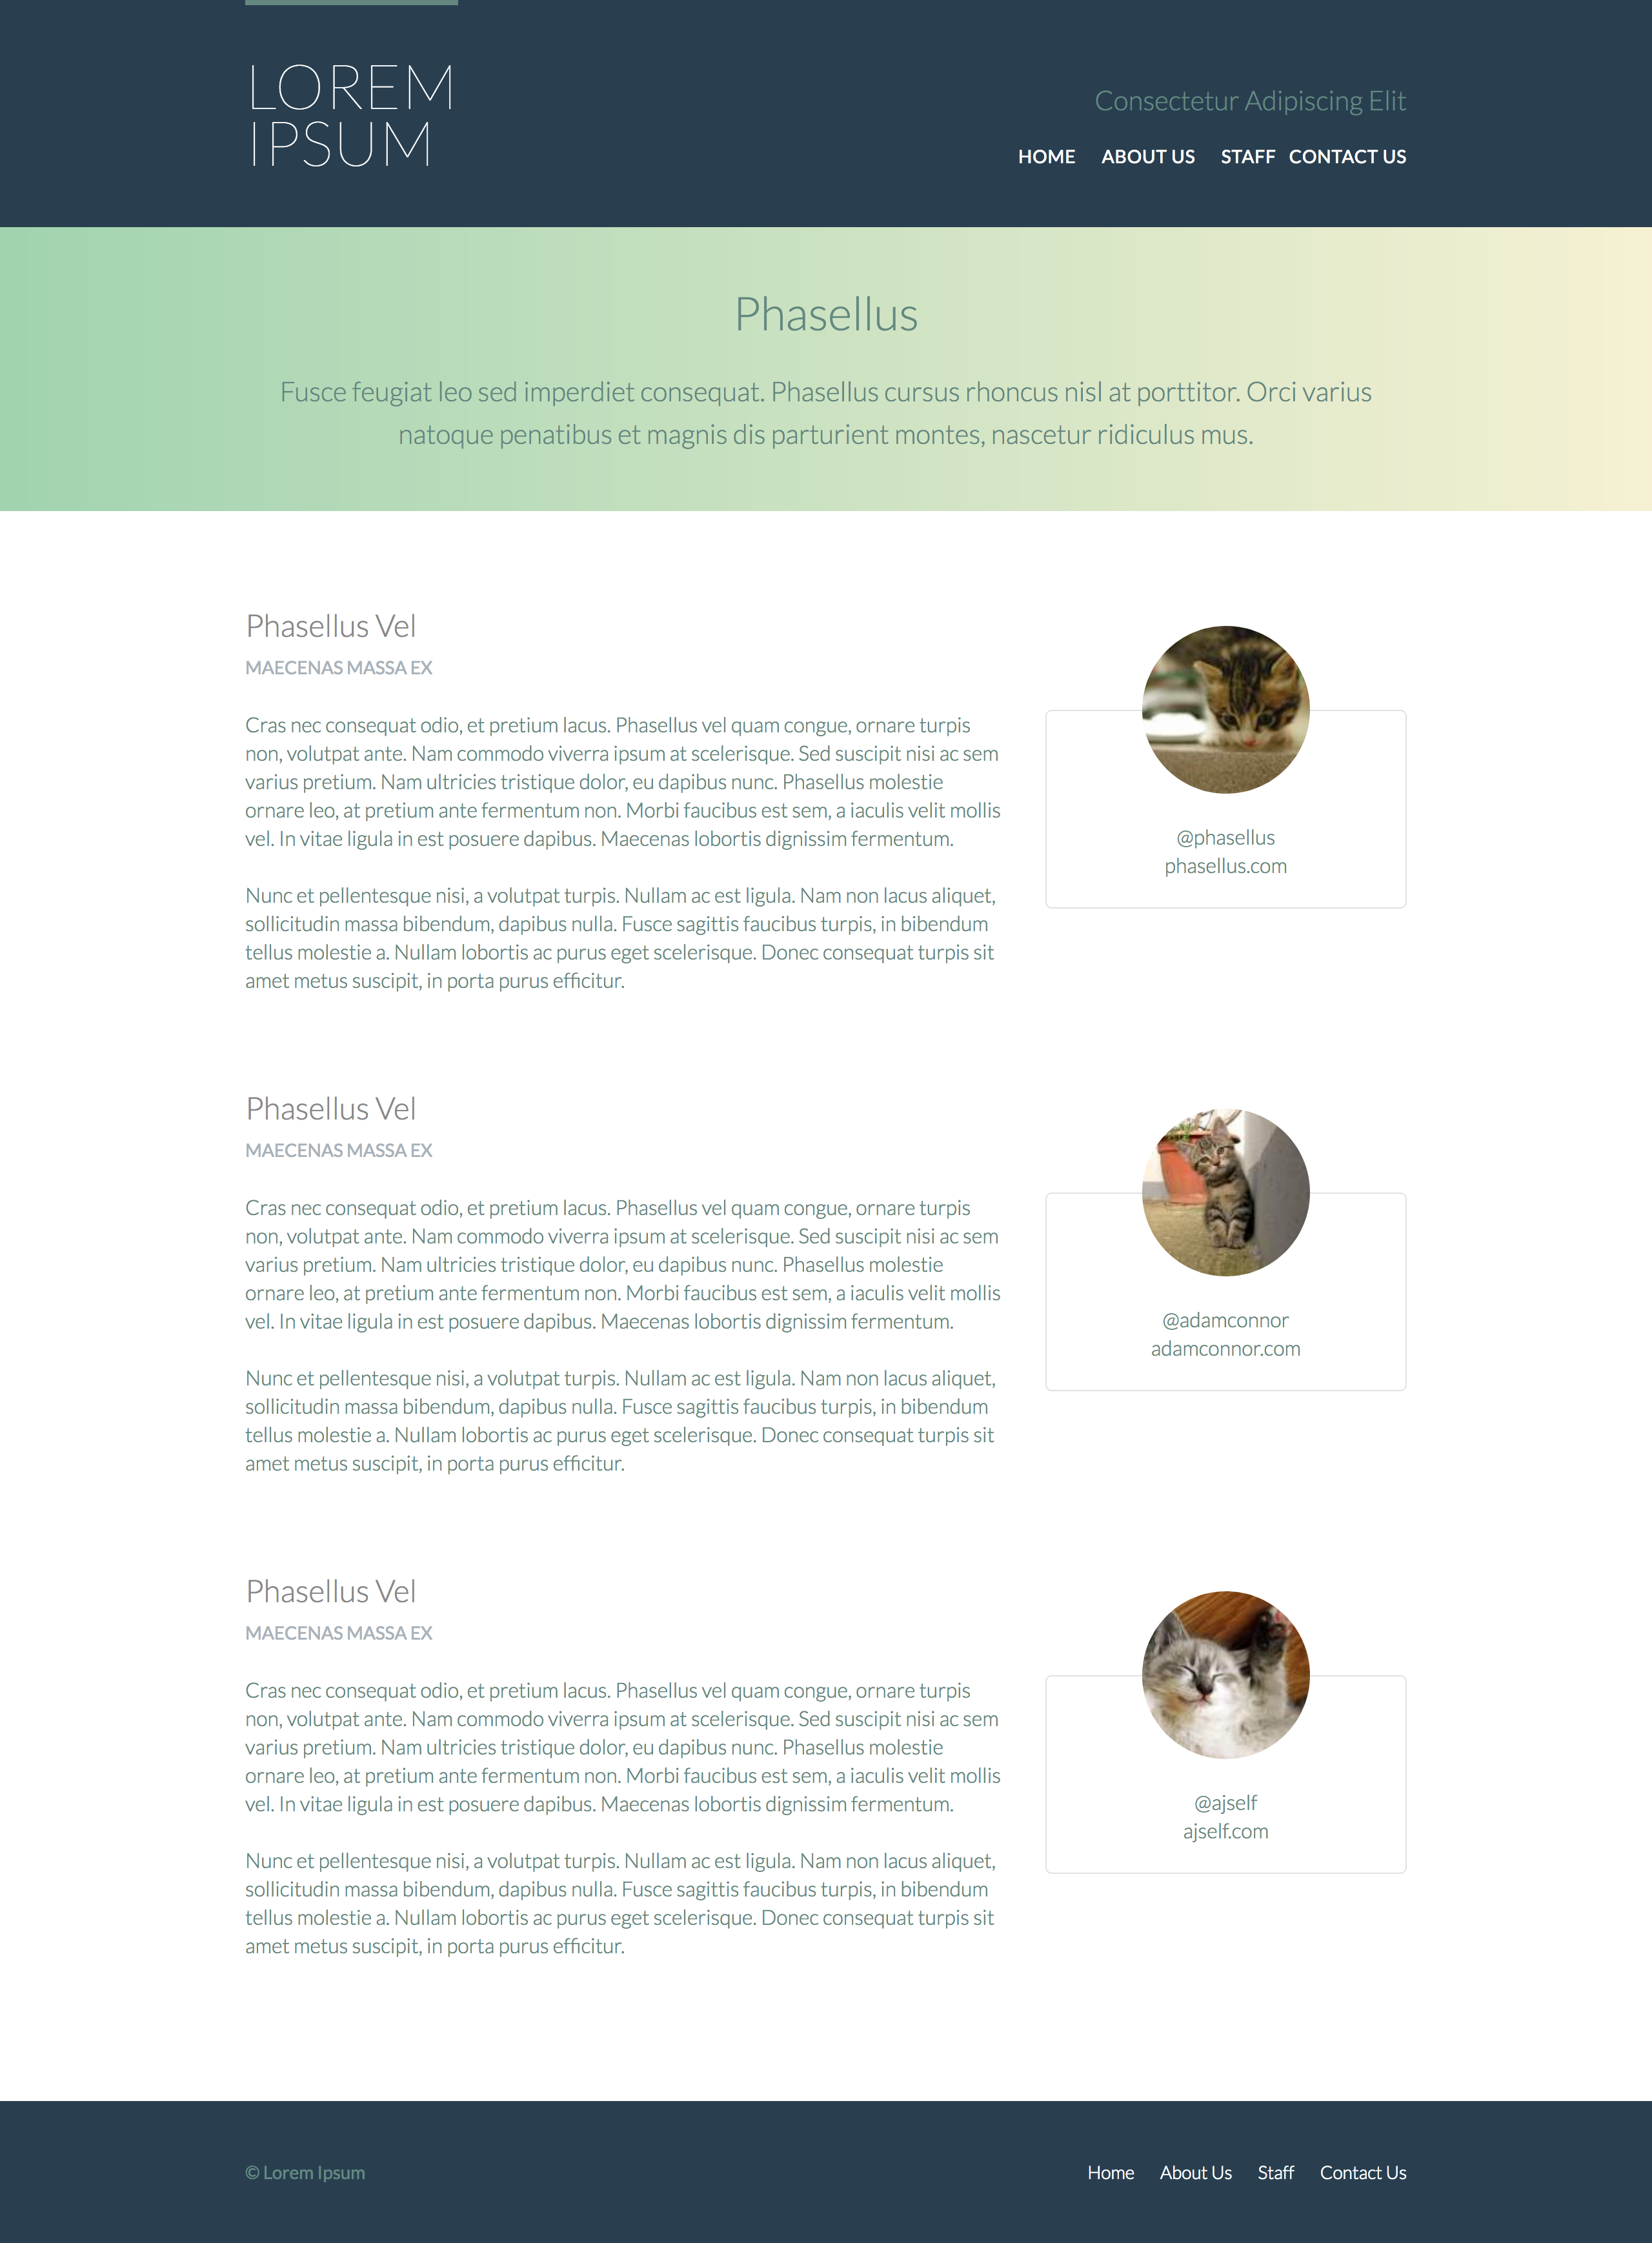 LOREM
IPSUM
Consectetur Adipiscing Elit
HOME ABOUT US STAFF CONTACT US
Phasellus
Fusce feugiat leo sed imperdiet consequat. Phasellus cursus rhoncus nisl at porttitor. Orci varius
natoque penatibus et magnis dis parturient montes, nascetur ridiculus mus.
Phasellus Vel
MAECENAS MASSA EX
Cras nec consequat odio, et pretium lacus. Phasellus vel quam congue, ornare turpis
non, volutpat ante. Nam commodo viverra ipsum at scelerisque. Sed suscipit nisi ac sem
varius pretium. Nam ultricies tristique dolor, eu dapibus nunc. Phasellus molestie
ornare leo, at pretium ante fermentum non. Morbi faucibus est sem, a iaculis velit mollis
vel. In vitae ligula in est posuere dapibus. Maecenas lobortis dignissim fermentum.
Nunc et pellentesque nisi, a volutpat turpis. Nullam ac est ligula. Nam non lacus aliquet,
sollicitudin massa bibendum, dapibus nulla. Fusce sagittis faucibus turpis, in bibendum
tellus molestie a. Nullam lobortis ac purus eget scelerisque. Donec consequat turpis sit
amet metus suscipit, in porta purus efficitur.
@phasellus
phasellus.com
Phasellus Vel
MAECENAS MASSA EX
Cras nec consequat odio, et pretium lacus. Phasellus vel quam congue, ornare turpis
non, volutpat ante. Nam commodo viverra ipsum at scelerisque. Sed suscipit nisi ac sem
varius pretium. Nam ultricies tristique dolor, eu dapibus nunc. Phasellus molestie
ornare leo, at pretium ante fermentum non. Morbi faucibus est sem, a iaculis velit mollis
vel. In vitae ligula in est posuere dapibus. Maecenas lobortis dignissim fermentum.
Nunc et pellentesque nisi, a volutpat turpis. Nullam ac est ligula. Nam non lacus aliquet,
sollicitudin massa bibendum, dapibus nulla. Fusce sagittis faucibus turpis, in bibendum
tellus molestie a. Nullam lobortis ac purus eget scelerisque. Donec consequat turpis sit
amet metus suscipit, in porta purus efficitur.
@adamconnor
adamconnor.com
Phasellus Vel
MAECENAS MASSA EX
Cras nec consequat odio, et pretium lacus. Phasellus vel quam congue, ornare turpis
non, volutpat ante. Nam commodo viverra ipsum at scelerisque. Sed suscipit nisi ac sem
varius pretium. Nam ultricies tristique dolor, eu dapibus nunc. Phasellus molestie
ornare leo, at pretium ante fermentum non. Morbi faucibus est sem, a iaculis velit mollis
vel. In vitae ligula in est posuere dapibus. Maecenas lobortis dignissim fermentum.
Nunc et pellentesque nisi, a volutpat turpis. Nullam ac est ligula. Nam non lacus aliquet,
sollicitudin massa bibendum, dapibus nulla. Fusce sagittis faucibus turpis, in bibendum
tellus molestie a. Nullam lobortis ac purus eget scelerisque. Donec consequat turpis sit
amet metus suscipit, in porta purus efficitur.
@ajself
ajself.com
© Lorem Ipsum
Home About Us Staff Contact Us